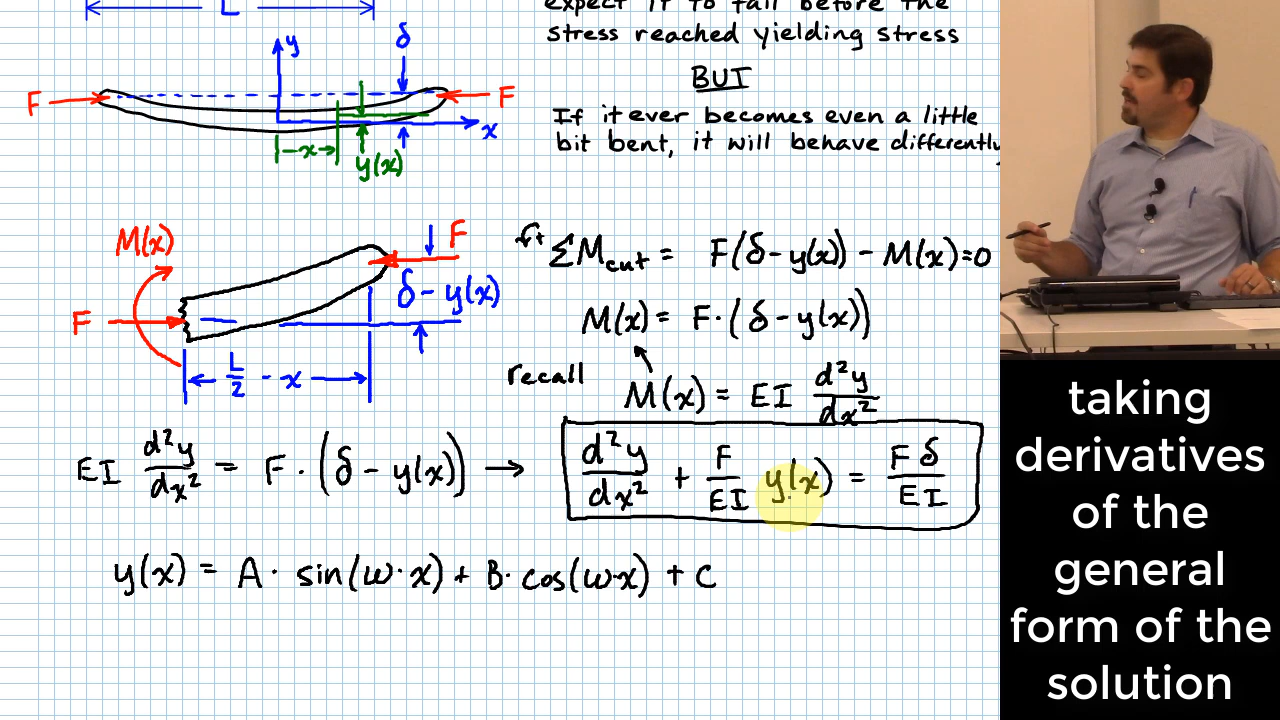 L
expect it to fail before the
stress reached yielding stress
BUT
If it ever becomes even a little
bit bent, it will behave differently
y
δ
F
F
x
-x→
y(x)
M(x)
F
F
δ - y(x)
L/2 - x
↰+ ΣM_cut = F(δ - y(x)) - M(x) = 0
M(x) = F · (δ - y(x))
recall
M(x) = EI d²y/dx²
EI d²y/dx² = F · (δ - y(x)) → d²y/dx² + F/EI y(x) = Fδ/EI
y(x) = A · sin(ω·x) + B · cos(ω·x) + C
taking
derivatives
of the
general
form of the
solution